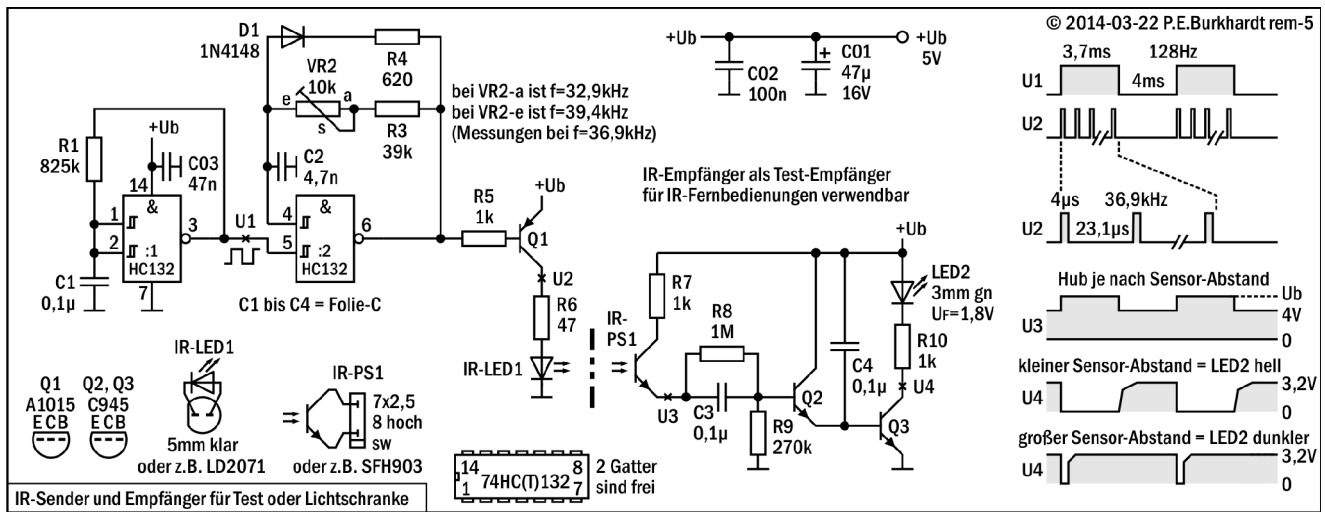 © 2014-03-22 P.E.Burkhardt rem-5
D1
1N4148
R4
620
VR2
10k
e
a
s
R3
39k
bei VR2-a ist f=32,9kHz
bei VR2-e ist f=39,4kHz
(Messungen bei f=36,9kHz)
+Ub
C02
100n
+
C01
47µ
16V
+Ub
5V
R1
825k
+Ub
C03
47n
14
&
1
2
:1
HC132
3
7
C1
0,1µ
U1
C2
4,7n
&
4
5
:2
HC132
6
C1 bis C4 = Folie-C
R5
1k
+Ub
Q1
U2
R6
47
IR-LED1
IR-Empfänger als Test-Empfänger
für IR-Fernbedienungen verwendbar
+Ub
R7
1k
IR-
PS1
U3
R8
1M
C3
0,1µ
R9
270k
Q2
C4
0,1µ
LED2
3mm gn
UF=1,8V
R10
1k
U4
Q3
3,7ms
128Hz
U1
4ms
U2
4µs
36,9kHz
U2
23,1µs
Hub je nach Sensor-Abstand
Ub
4V
U3
0
kleiner Sensor-Abstand = LED2 hell
U4
3,2V
0
großer Sensor-Abstand = LED2 dunkler
U4
3,2V
0
Q1
A1015
E C B
Q2, Q3
C945
E C B
IR-LED1
5mm klar
oder z.B. LD2071
IR-PS1
7x2,5
8 hoch
sw
oder z.B. SFH903
14
8
74HC(T)132
1
7
2 Gatter
sind frei
IR-Sender und Empfänger für Test oder Lichtschranke